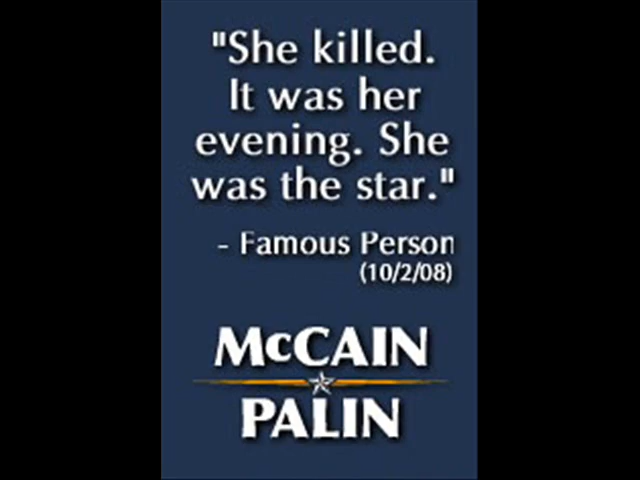 "She killed.
It was her
evening. She
was the star."
- Famous Person
(10/2/08)
McCAIN
PALIN